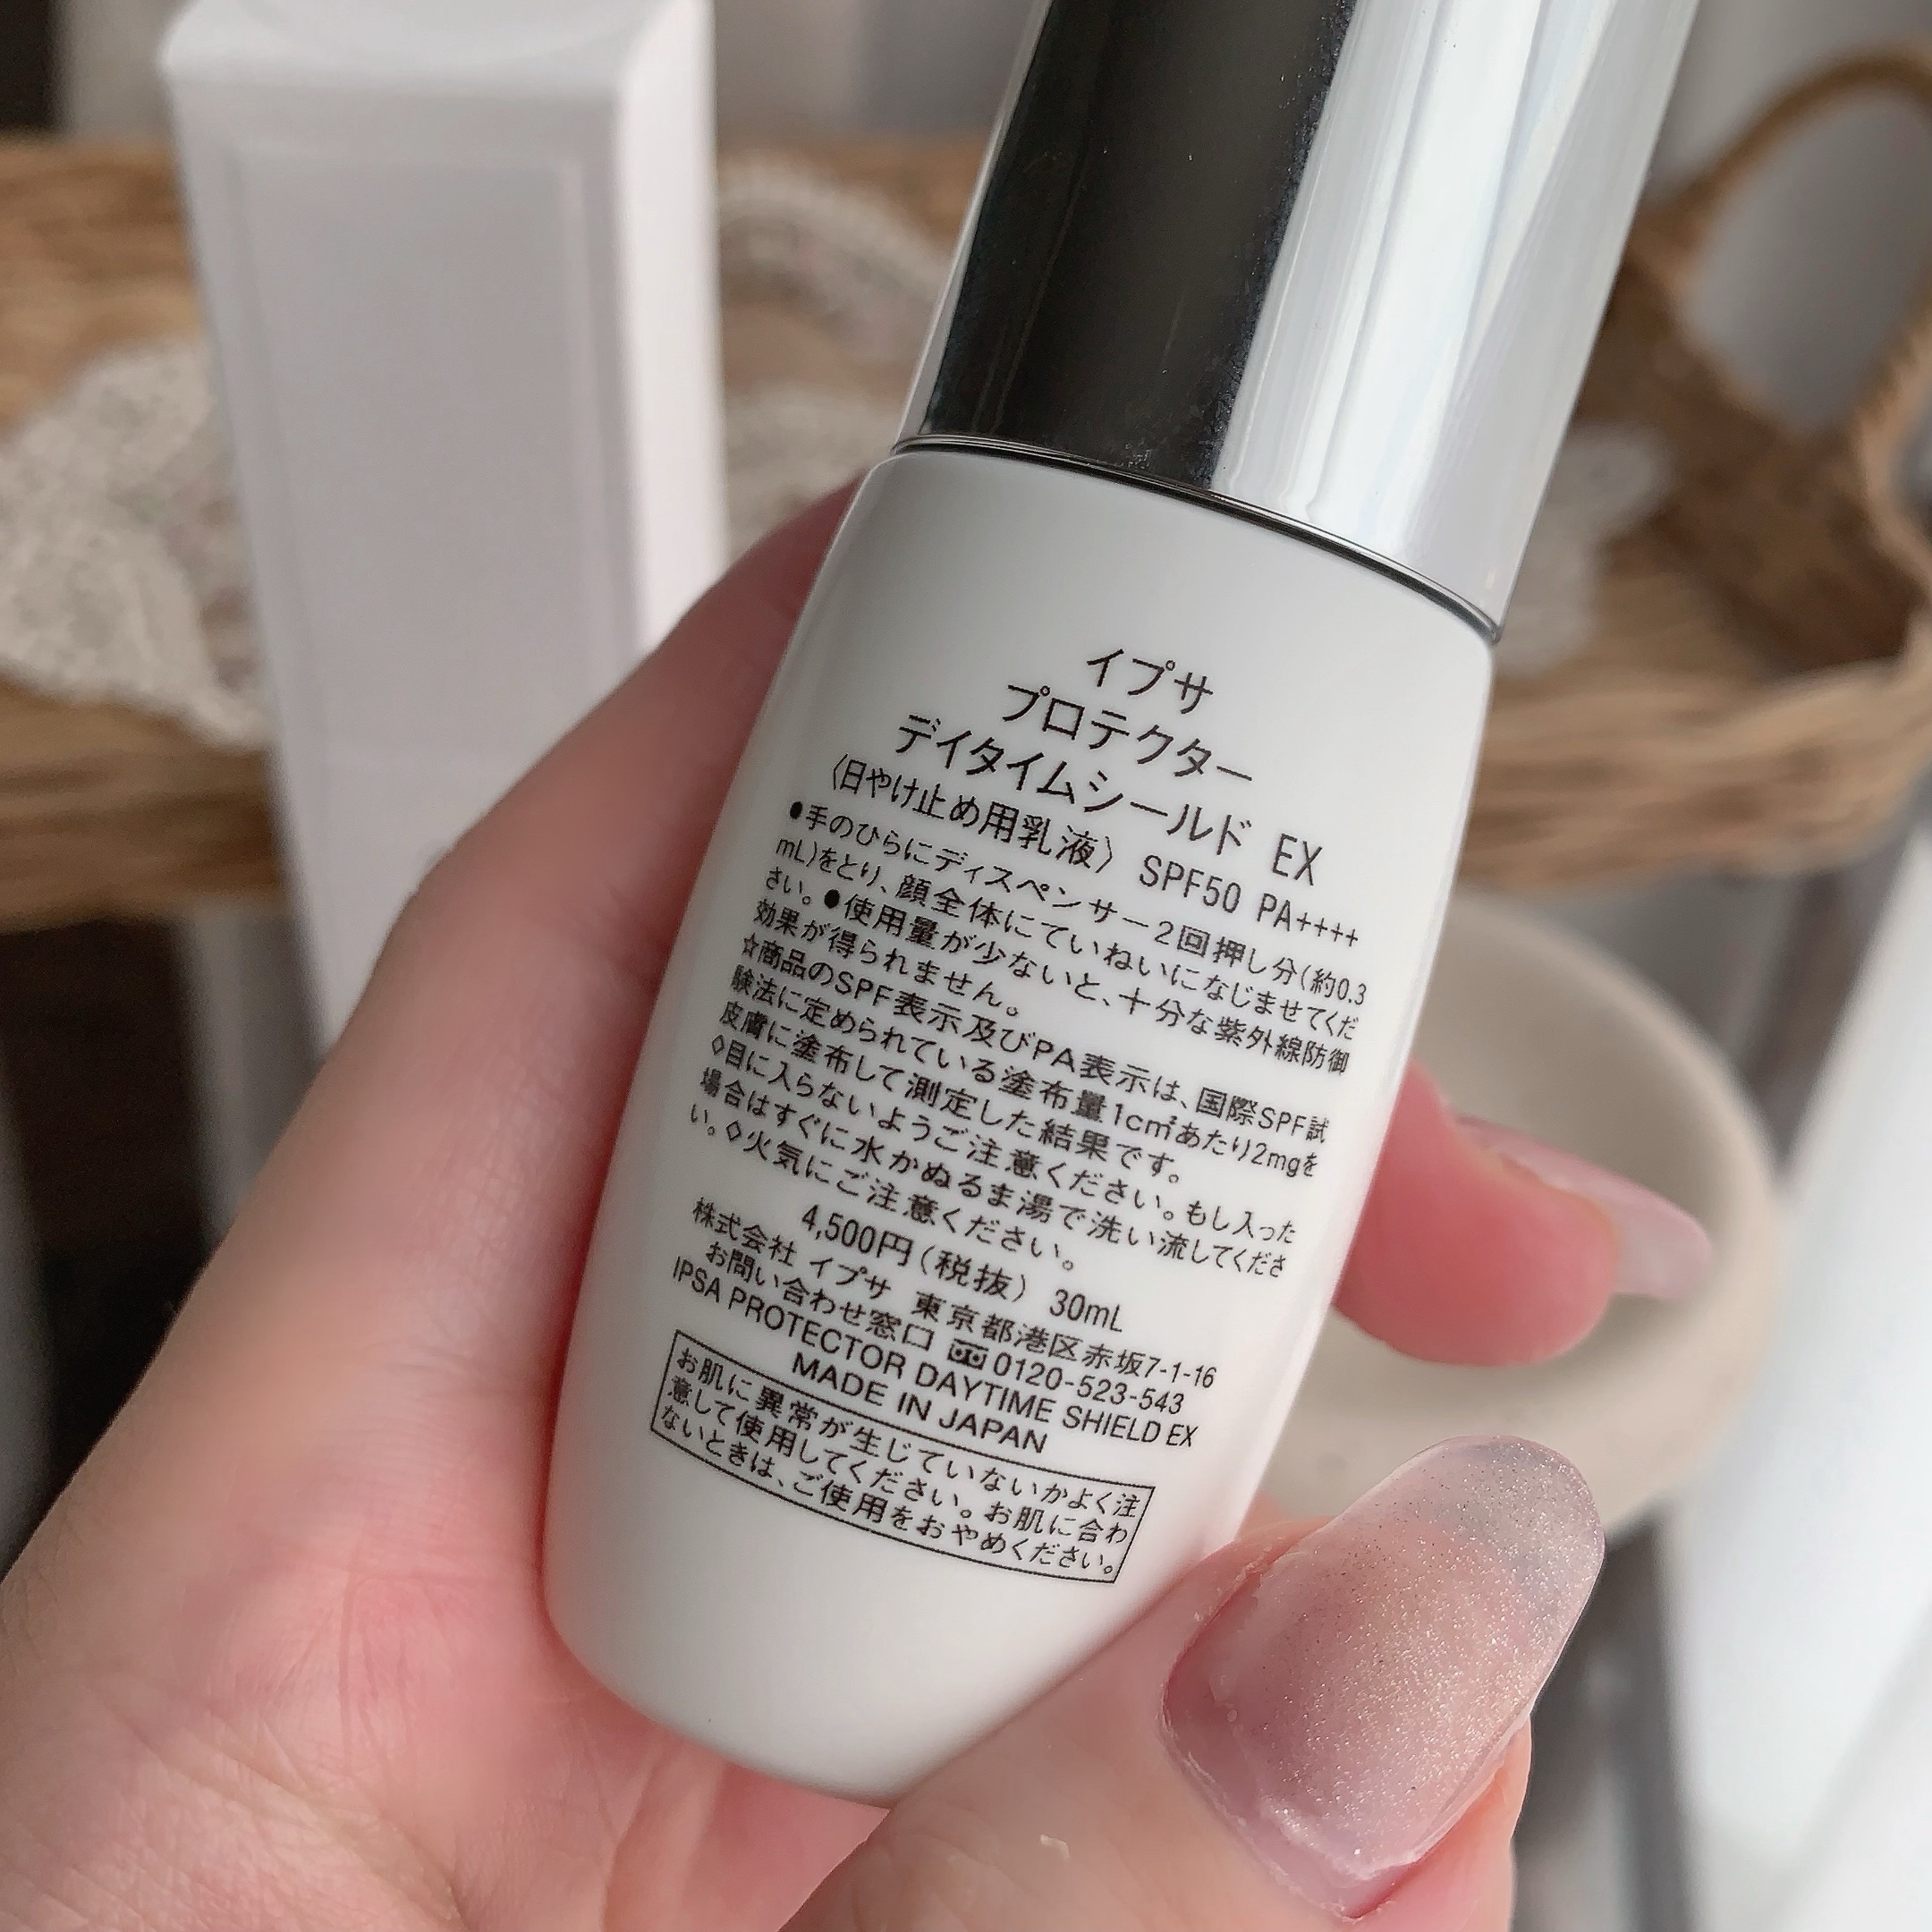 イプサ
プロテクター
デイタイムシールド EX
〈日やけ止め用乳液〉 SPF50 PA++++
●手のひらにディスペンサー2回押し分(約0.3
mL)をとり、顔全体にていねいになじませてくだ
さい。●使用量が少ないと、十分な紫外線防御
効果が得られません。
☆商品のSPF表示及びPA表示は、国際SPF試
験法に定められている塗布量1c㎡あたり2mgを
皮膚に塗布して測定した結果です。
◇目に入らないようご注意ください。もし入った
場合はすぐに水かぬるま湯で洗い流してくださ
い。◇火気にご注意ください。
4,500円(税抜) 30mL
株式会社 イプサ 東京都港区赤坂7-1-16
お問い合わせ窓口 0120-523-543
IPSA PROTECTOR DAYTIME SHIELD EX
MADE IN JAPAN
お肌に異常が生じていないかよく注
意して使用してください。お肌に合わ
ないときは、ご使用をおやめください。